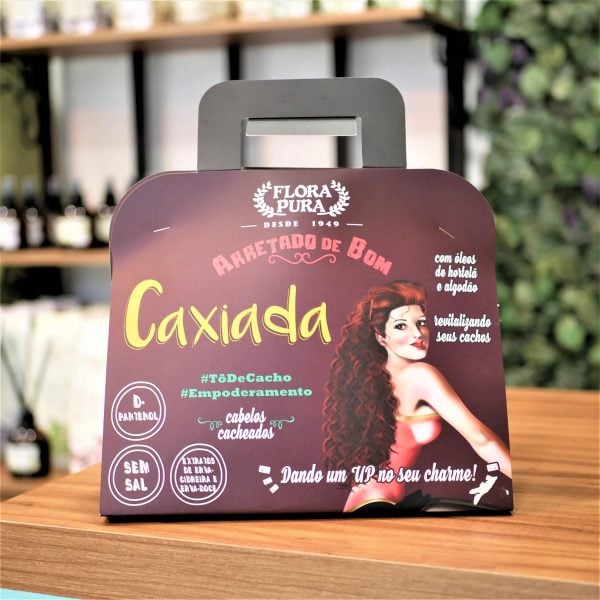 FLORA
PURA
DESDE 1949
ARRETADO DE BOM
com óleos
de hortelã
e algodão
Caxiada
revitalizando
seus cachos
#TôDeCacho
#Empoderamento
cabelos
cacheados
D-
PANTENOL
SEM
SAL
EXTRATOS
DE ERVA-
CIDREIRA E
ERVA-DOCE
Dando um UP no seu charme!